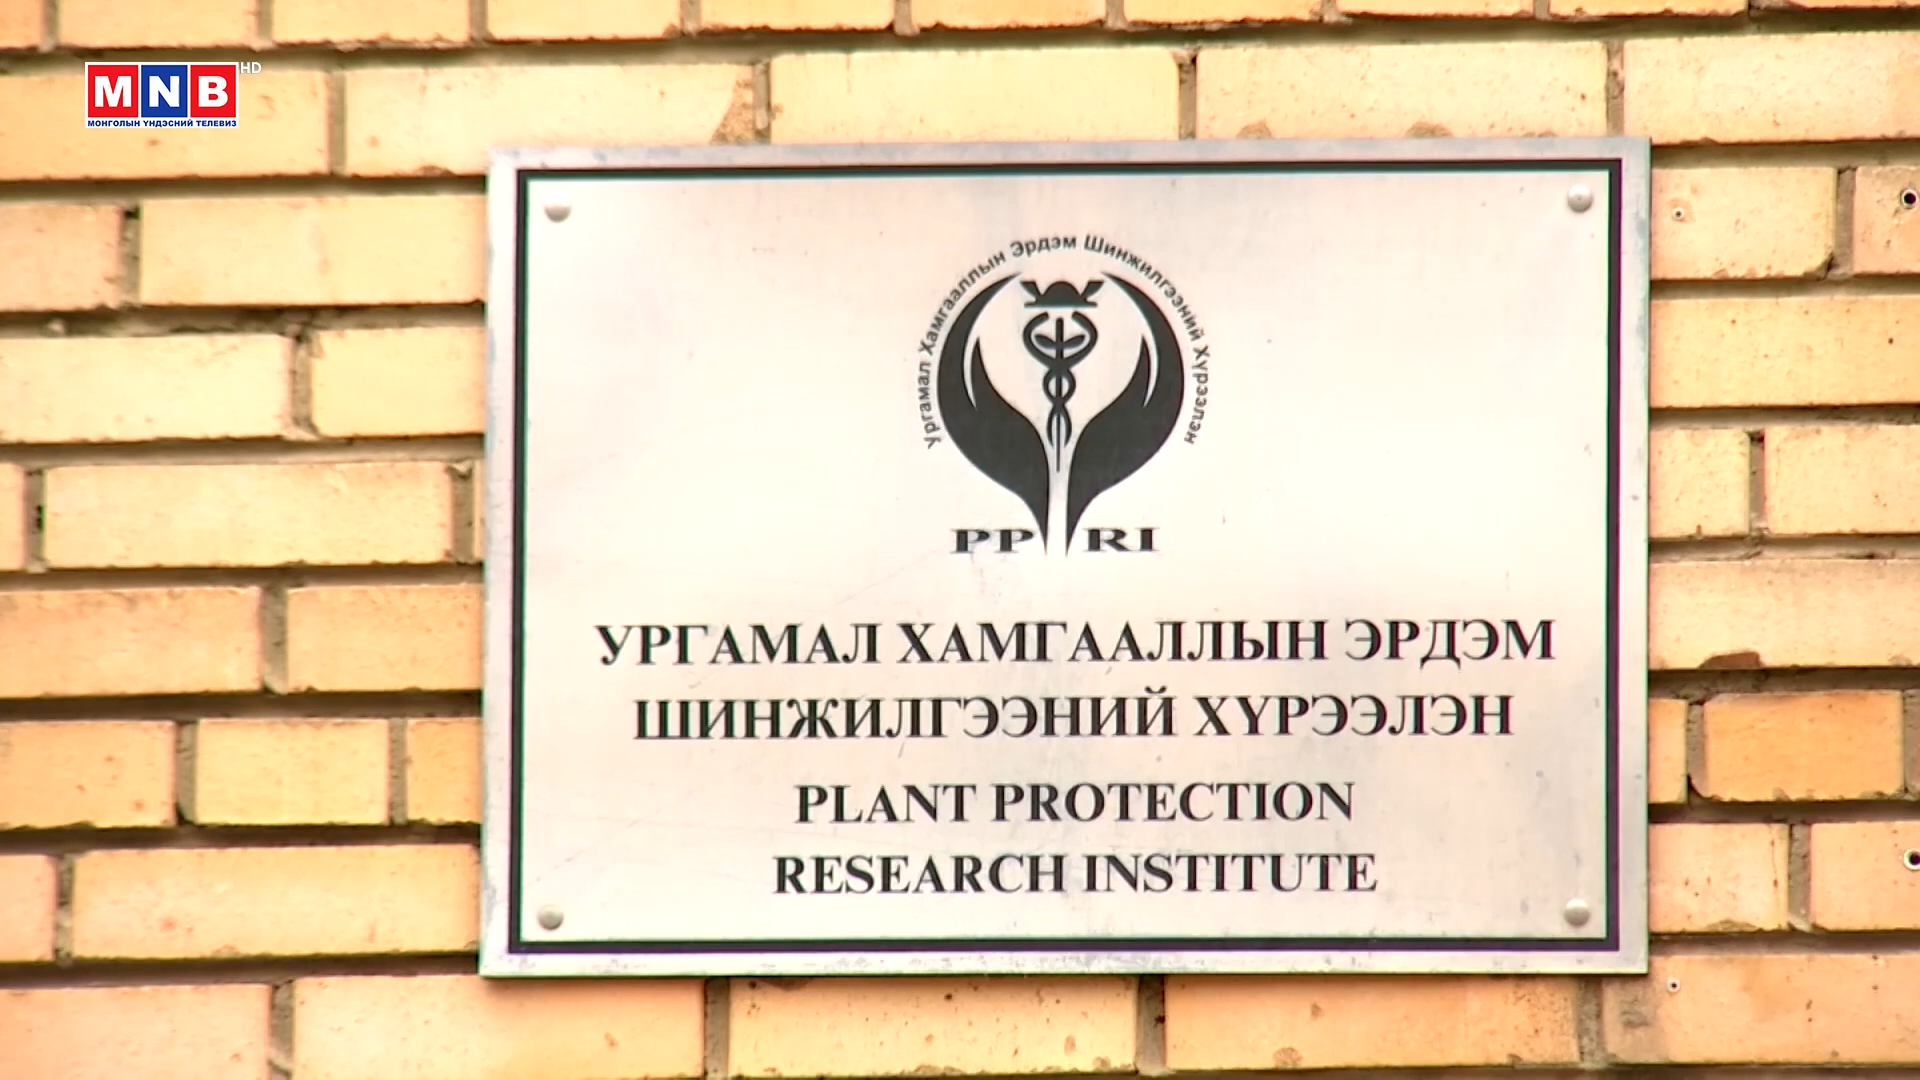 MNB HD
МОНГОЛЫН ҮНДЭСНИЙ ТЕЛЕВИЗ
Ургамал Хамгааллын Эрдэм Шинжилгээний Хүрээлэн
PP RI
УРГАМАЛ ХАМГААЛЛЫН ЭРДЭМ
ШИНЖИЛГЭЭНИЙ ХҮРЭЭЛЭН
PLANT PROTECTION
RESEARCH INSTITUTE